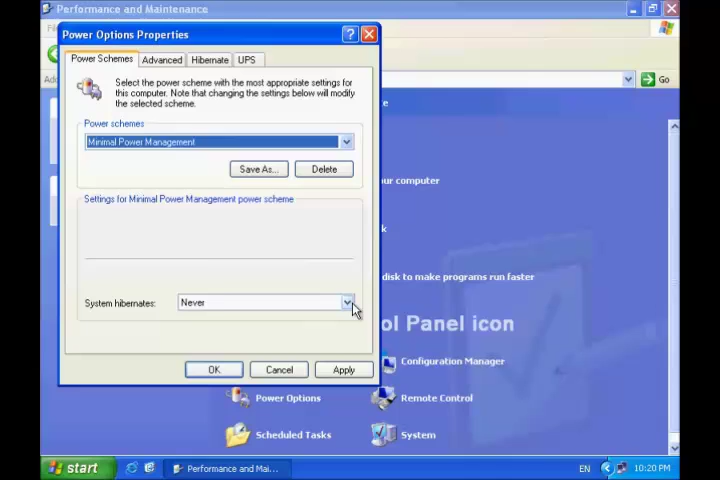 Performance and Maintenance
Power Options Properties
Power Schemes
Advanced
Hibernate
UPS
Select the power scheme with the most appropriate settings for
this computer. Note that changing the settings below will modify
the selected scheme.
Power schemes
Minimal Power Management
Save As...
Delete
Settings for Minimal Power Management power scheme
System hibernates:
Never
OK
Cancel
Apply
Go
ur computer
disk to make programs run faster
ol Panel icon
Configuration Manager
Power Options
Remote Control
Scheduled Tasks
System
start
Performance and Mai...
EN
10:20 PM